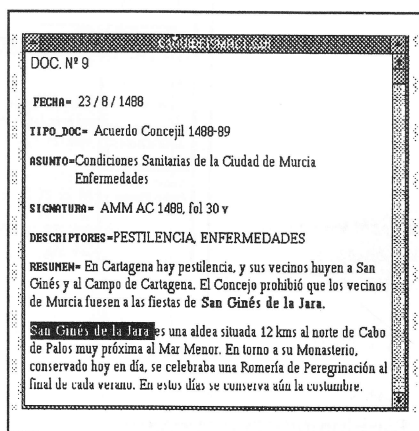 DOC. Nº 9
FECHA= 23 / 8 / 1488
TIPO_DOC= Acuerdo Concejil 1488-89
ASUNTO=Condiciones Sanitarias de la Ciudad de Murcia
Enfermedades
SIGNATURA= AMM AC 1488, fol 30 v
DESCRIPTORES=PESTILENCIA, ENFERMEDADES
RESUMEN= En Cartagena hay pestilencia, y sus vecinos huyen a San
Ginés y al Campo de Cartagena. El Concejo prohibió que los vecinos
de Murcia fuesen a las fiestas de San Ginés de la Jara.
San Ginés de la Jara es una aldea situada 12 kms al norte de Cabo
de Palos muy próxima al Mar Menor. En torno a su Monasterio,
conservado hoy en día, se celebraba una Romería de Peregrinación al
final de cada verano. En estos días se conserva aún la costumbre.